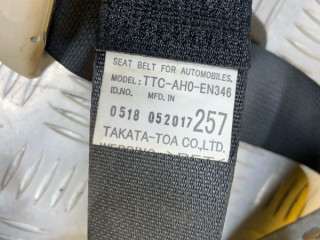 SEAT BELT FOR AUTOMOBILES.
MODEL: TTC-AH0-EN346
ID.NO. MFD. IN
0518 052017 257
TAKATA-TOA CO.,LTD.
WEBBING